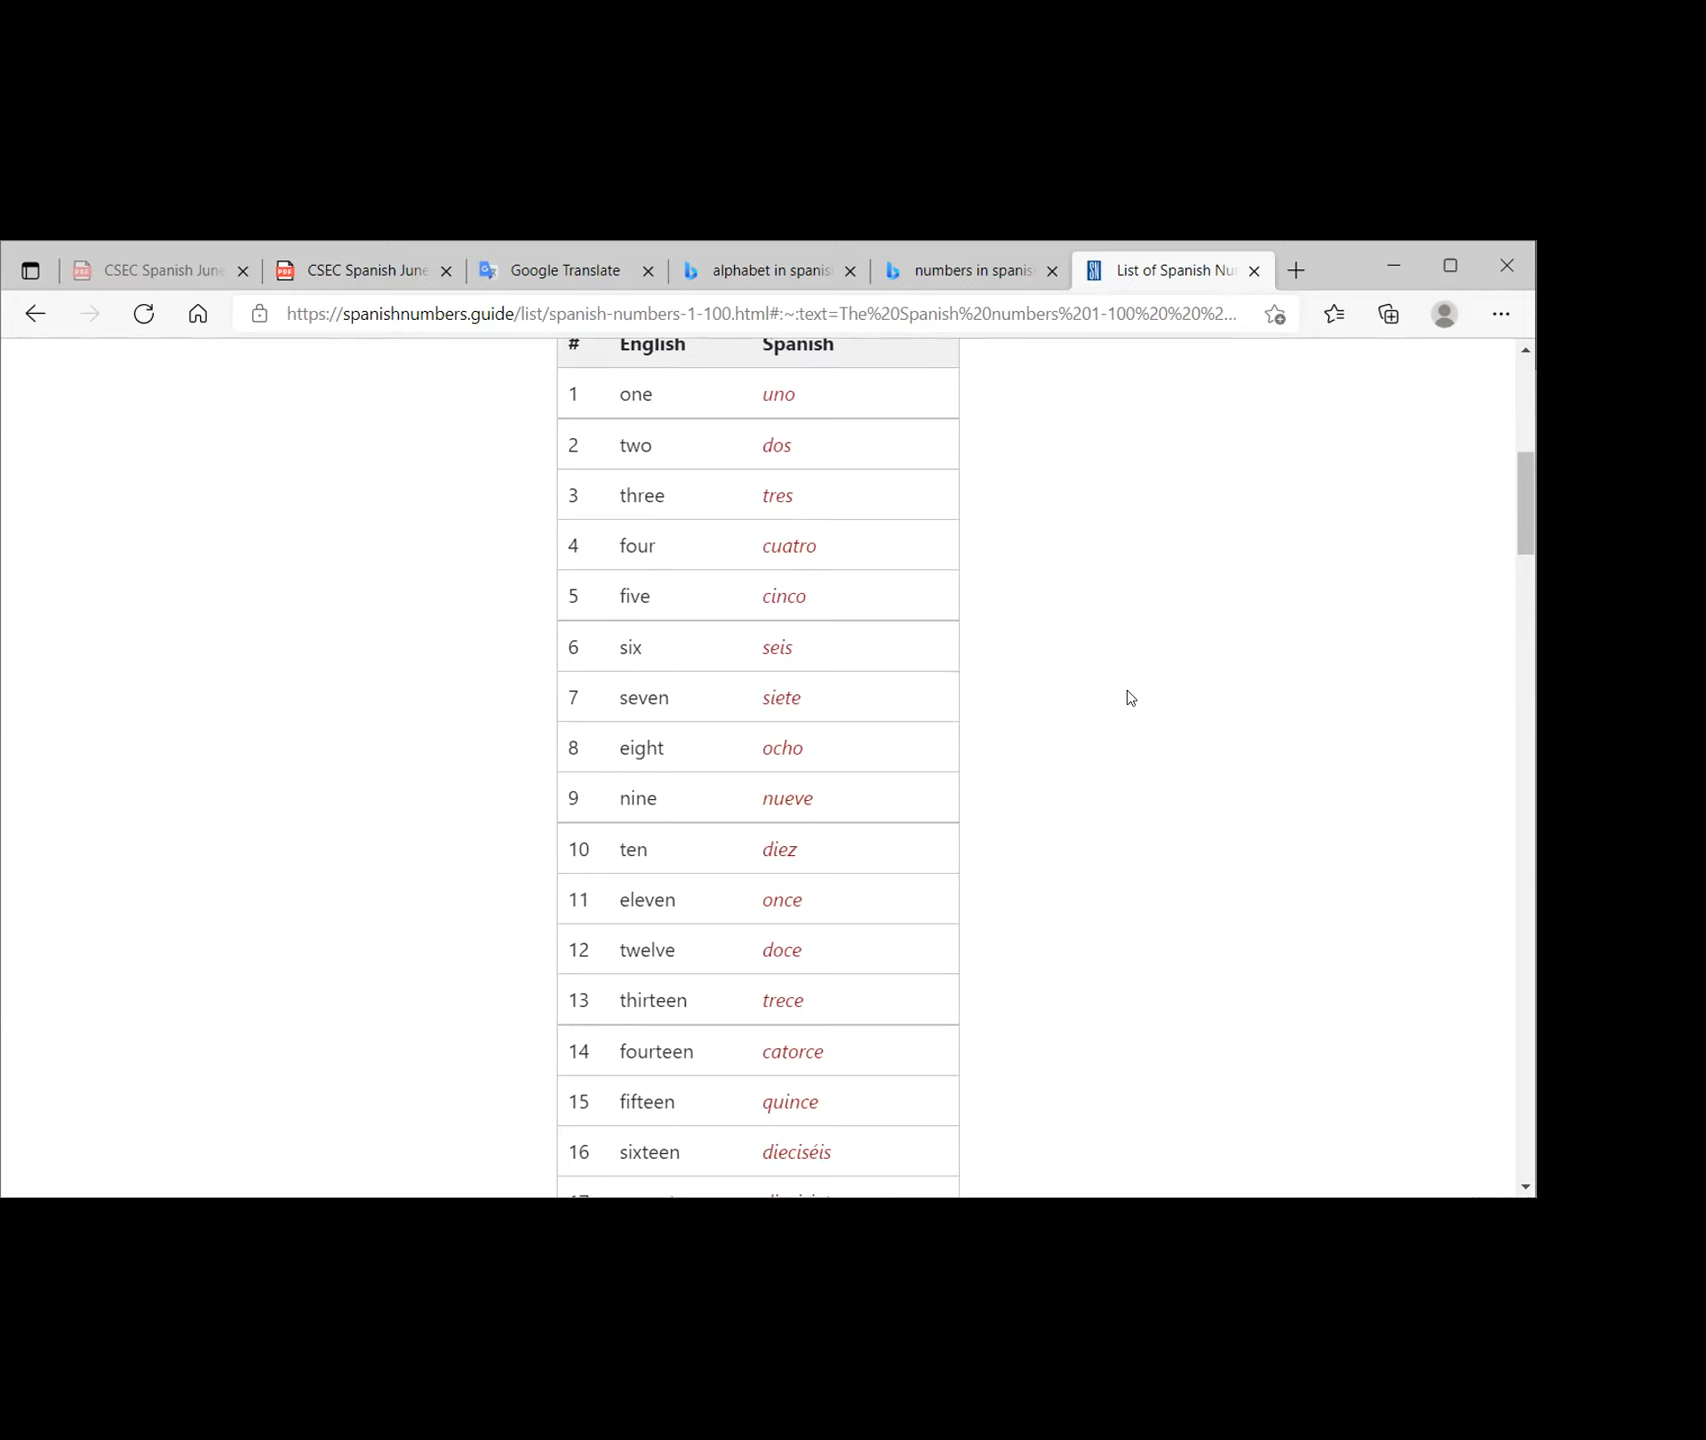 CSEC Spanish June
CSEC Spanish June
Google Translate
alphabet in spanis
numbers in spanis
SN
List of Spanish Nu
https://spanishnumbers.guide/list/spanish-numbers-1-100.html#:~:text=The%20Spanish%20numbers%201-100%20%20%2...
# English Spanish
1 one uno
2 two dos
3 three tres
4 four cuatro
5 five cinco
6 six seis
7 seven siete
8 eight ocho
9 nine nueve
10 ten diez
11 eleven once
12 twelve doce
13 thirteen trece
14 fourteen catorce
15 fifteen quince
16 sixteen dieciséis